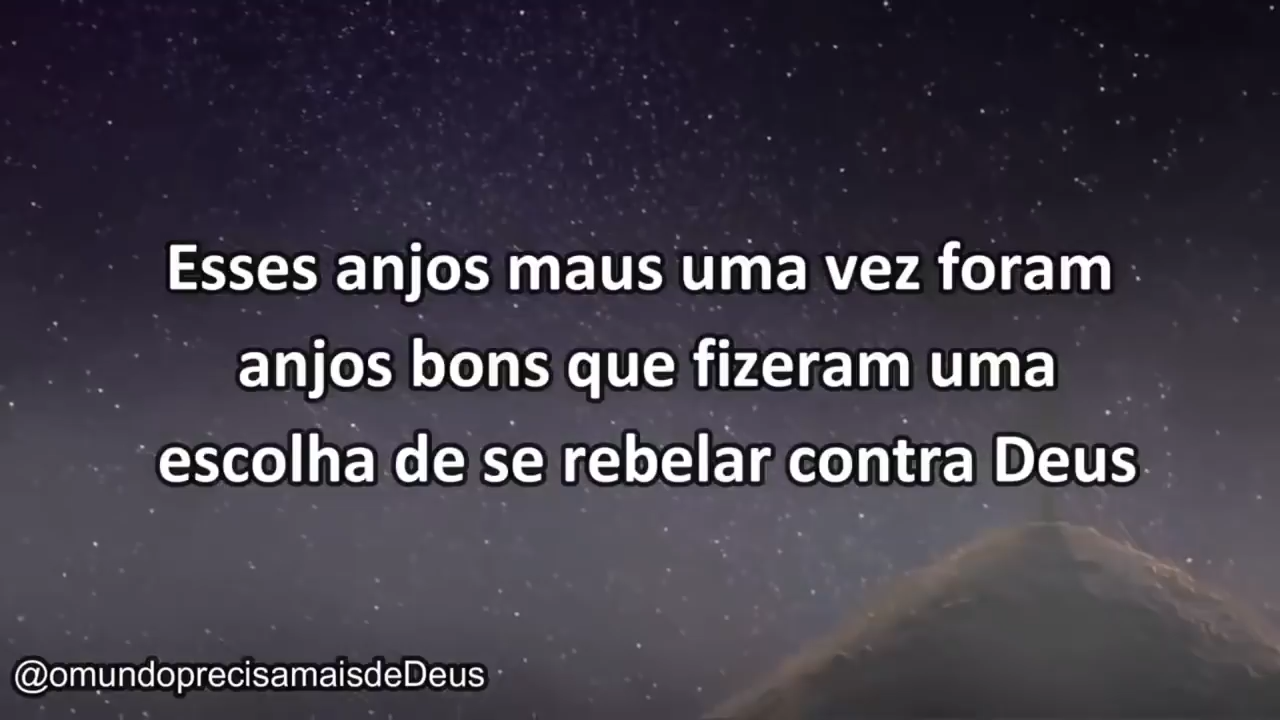 Esses anjos maus uma vez foram
anjos bons que fizeram uma
escolha de se rebelar contra Deus
@omundoprecisamaisdeDeus